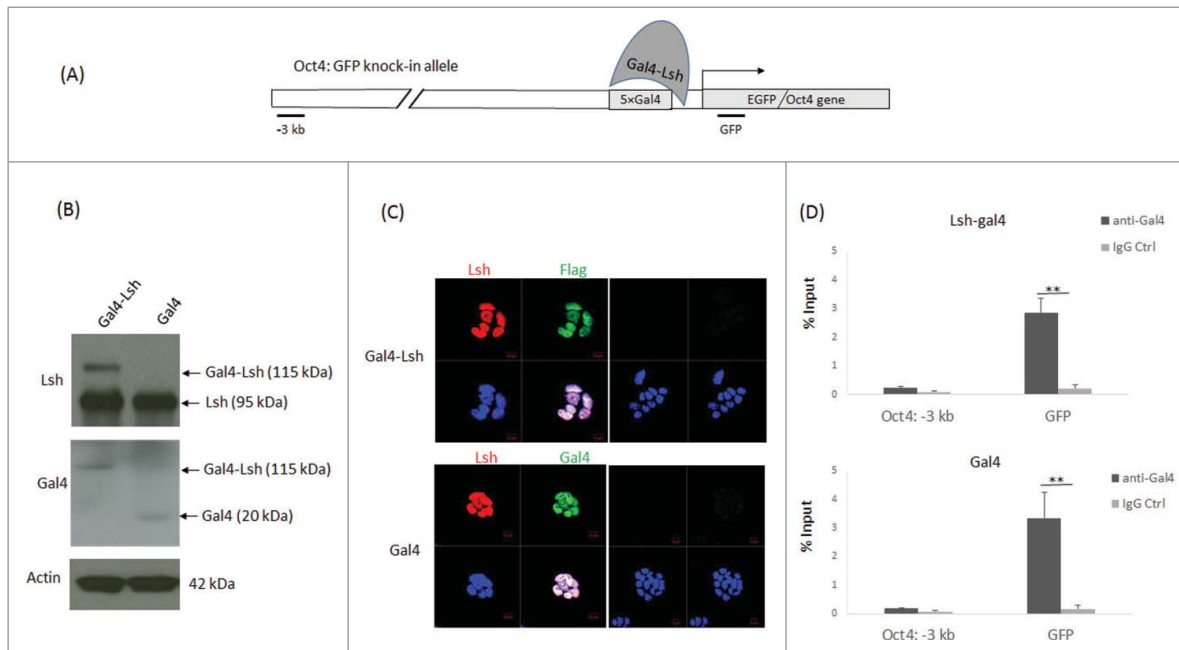 (A)
Oct4: GFP knock-in allele
Gal4-Lsh
5×Gal4
EGFP/Oct4 gene
-3 kb
GFP
(B)
Gal4-Lsh
Gal4
Lsh
Gal4-Lsh (115 kDa)
Lsh (95 kDa)
Gal4
Gal4-Lsh (115 kDa)
Gal4 (20 kDa)
Actin
42 kDa
(C)
Lsh
Flag
Gal4-Lsh
Lsh
Gal4
Gal4
(D)
Lsh-gal4
anti-Gal4
IgG Ctrl
% Input
5
4
3
2
1
0
**
Oct4: -3 kb
GFP
Gal4
anti-Gal4
IgG Ctrl
% Input
5
4
3
2
1
0
**
Oct4: -3 kb
GFP